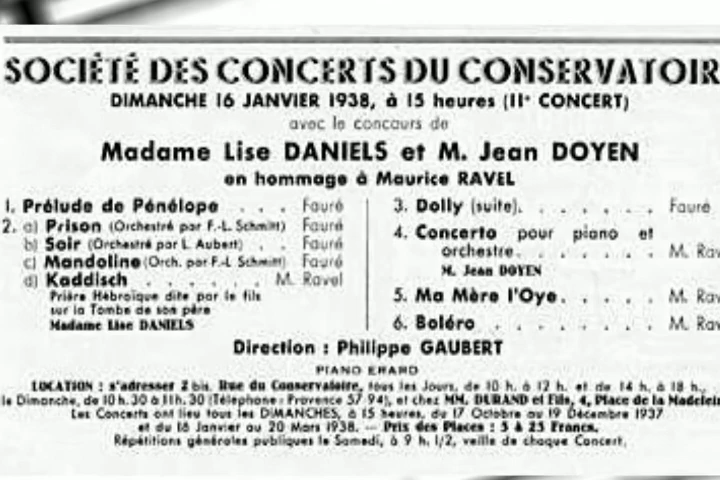 SOCIÉTÉ DES CONCERTS DU CONSERVATOIR
DIMANCHE 16 JANVIER 1938, à 15 heures (11e CONCERT)
avec le concours de
Madame Lise DANIELS et M. Jean DOYEN
en hommage à Maurice RAVEL
1. Prélude de Pénélope . . . Fauré
2. a) Prison (Orchestré par F.-L. Schmitt) . Fauré
b) Soir (Orchestré par L. Aubert) . . Fauré
c) Mandoline (Orch. par F.-L. Schmitt) Fauré
d) Kaddisch . . . . . . M. Ravel
Prière Hébraïque dite par le fils
sur la Tombe de son père
Madame Lise DANIELS
3. Dolly (suite). . . . . . . Fauré
4. Concerto pour piano et
orchestre. . . . . . . M. Rav
M. Jean DOYEN
5. Ma Mère l'Oye. . . . . . M. Rav
6. Boléro . . . . . . . . M. Rav
Direction : Philippe GAUBERT
PIANO ERARD
LOCATION : s'adresser 2 bis, Rue du Conservatoire, tous les Jours, de 10 h. à 12 h. et de 14 h. à 18 h.,
le Dimanche, de 10 h. 30 à 11 h. 30 (Téléphone : Provence 57-94), et chez MM. DURAND et Fils, 4, Place de la Madelein
Les Concerts ont lieu tous les DIMANCHES, à 15 heures, du 17 Octobre au 19 Décembre 1937
et du 16 Janvier au 20 Mars 1938. — Prix des Places : 5 à 25 Francs.
Répétitions générales publiques le Samedi, à 9 h. 1/2, veille de chaque Concert.